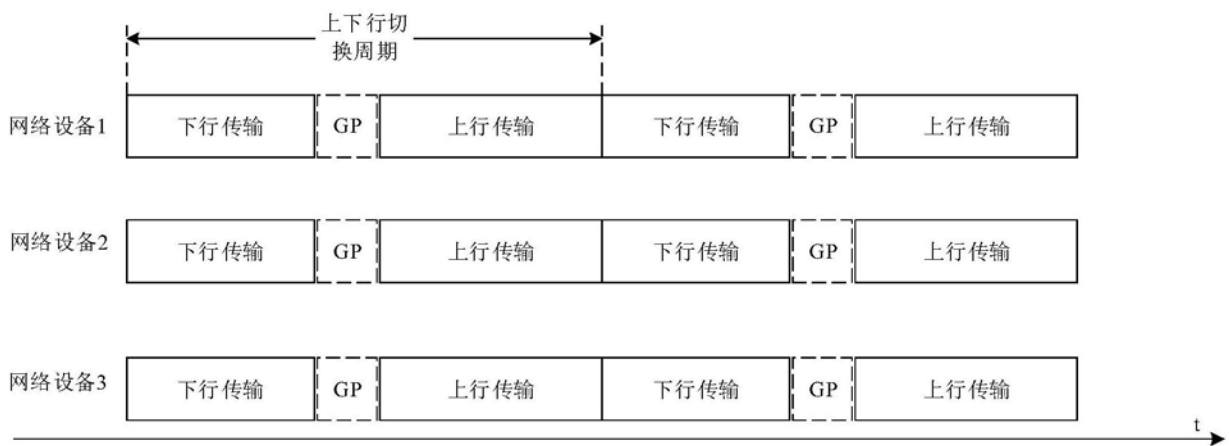 上下行切
换周期
网络设备1 下行传输 GP 上行传输 下行传输 GP 上行传输
网络设备2 下行传输 GP 上行传输 下行传输 GP 上行传输
网络设备3 下行传输 GP 上行传输 下行传输 GP 上行传输
t